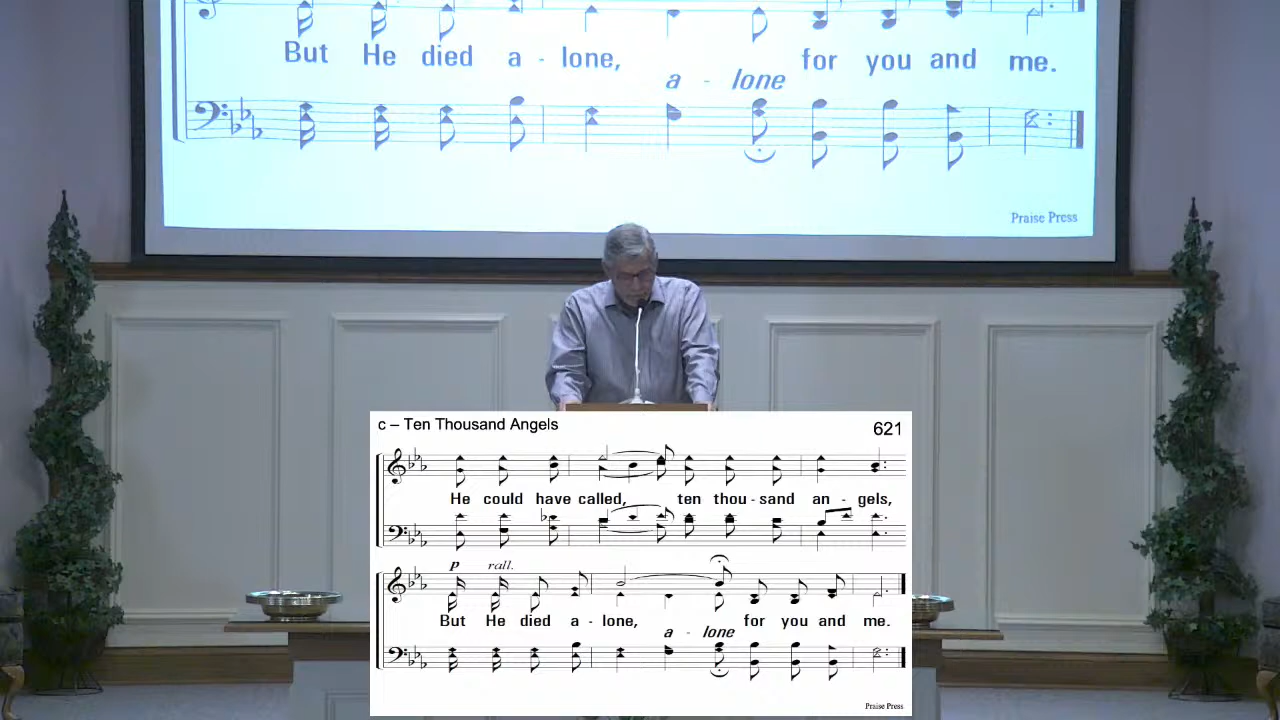 But He died a - lone, for you and me.
a - lone
Praise Press
c – Ten Thousand Angels 621
He could have called, ten thou - sand an - gels,
p rall.
But He died a - lone, for you and me.
a - lone
Praise Press